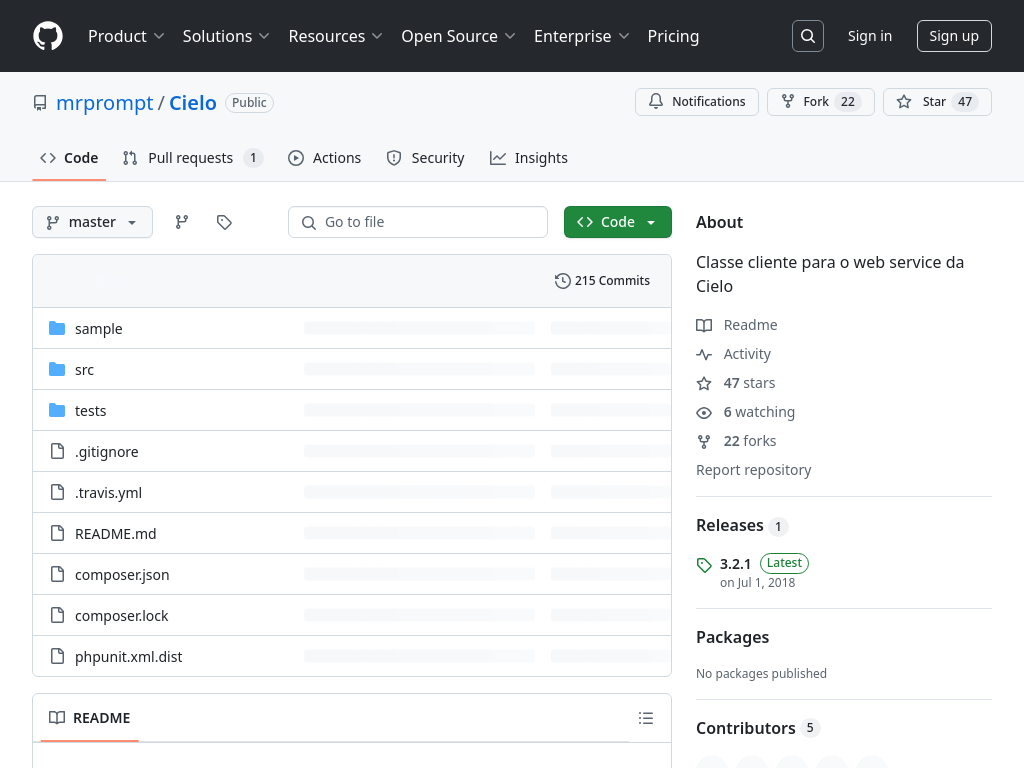 Product
Solutions
Resources
Open Source
Enterprise
Pricing
Sign in
Sign up
mrprompt / Cielo
Public
Notifications
Fork 22
Star 47
Code
Pull requests 1
Actions
Security
Insights
master
Go to file
Code
215 Commits
sample
src
tests
.gitignore
.travis.yml
README.md
composer.json
composer.lock
phpunit.xml.dist
README
About
Classe cliente para o web service da
Cielo
Readme
Activity
47 stars
6 watching
22 forks
Report repository
Releases 1
3.2.1 Latest
on Jul 1, 2018
Packages
No packages published
Contributors 5